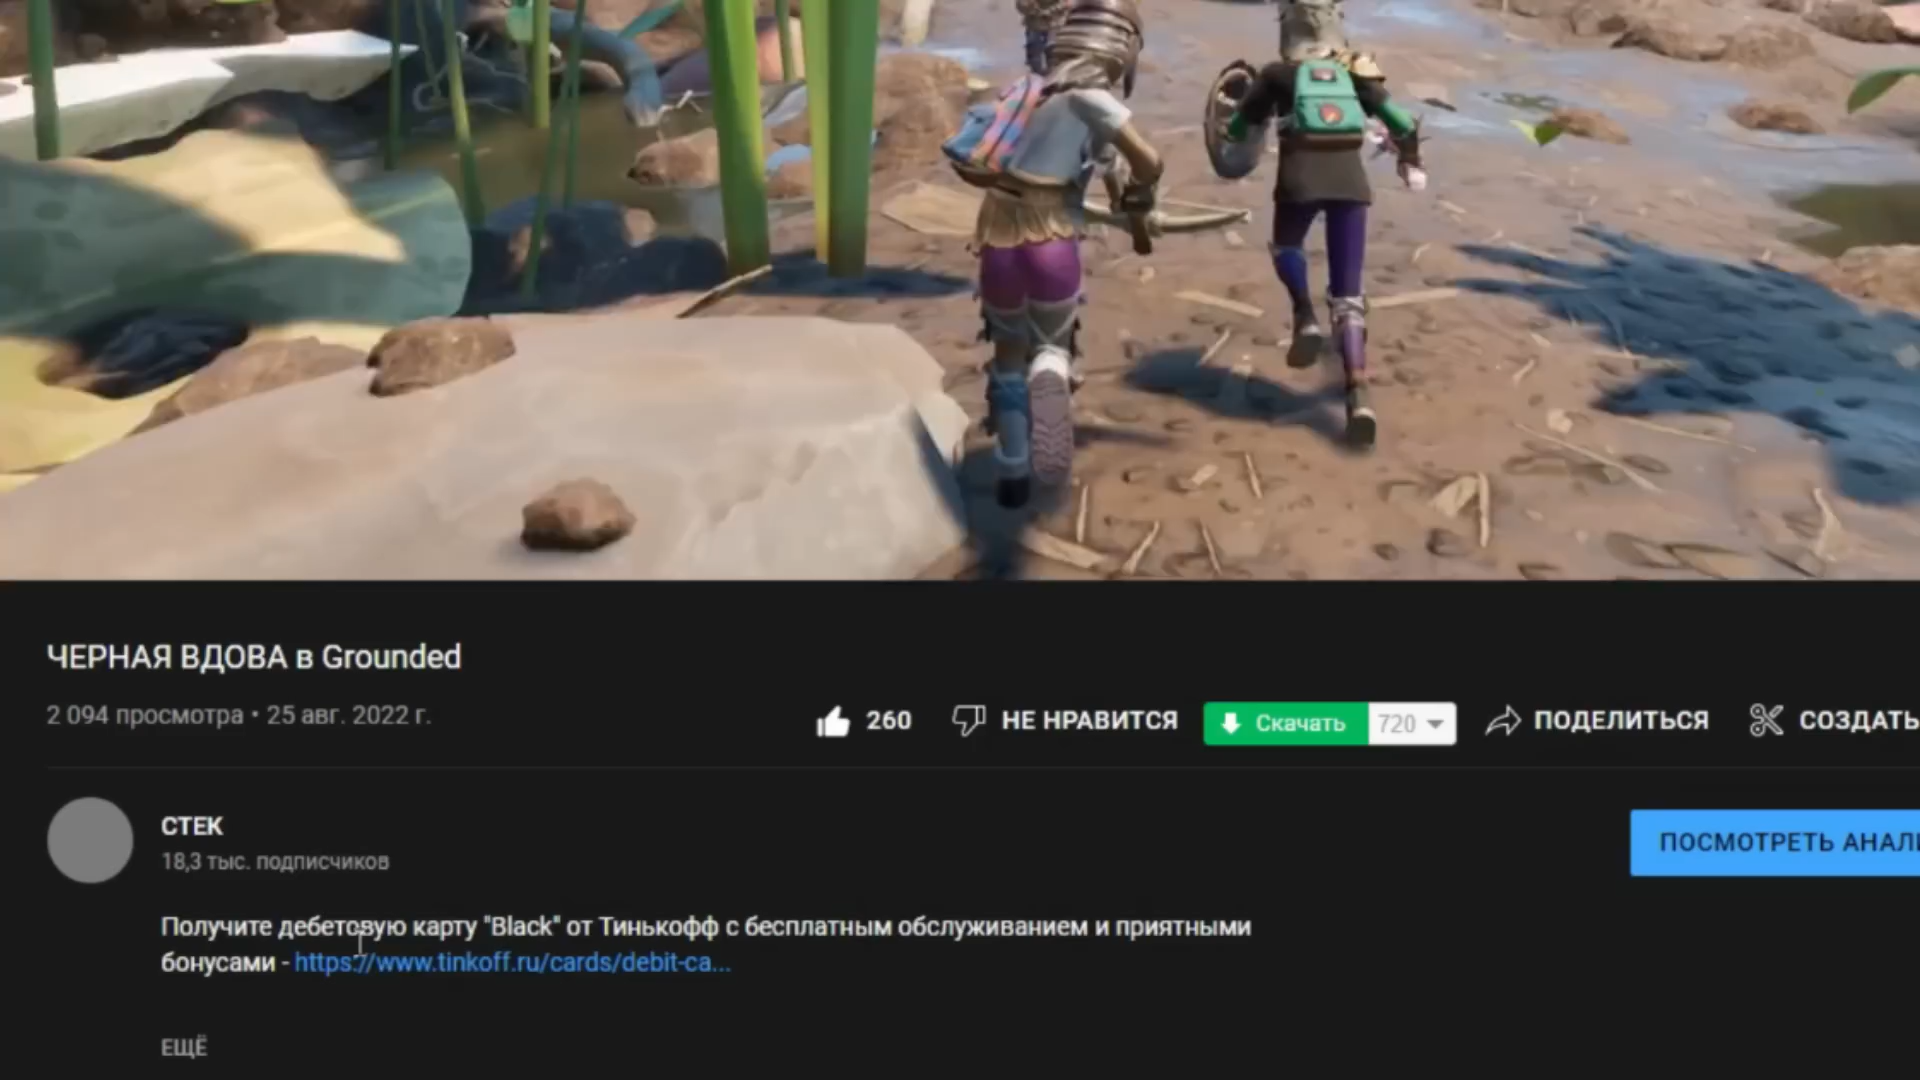 ЧЕРНАЯ ВДОВА в Grounded
2 094 просмотра • 25 авг. 2022 г.
260 НЕ НРАВИТСЯ Скачать 720 ПОДЕЛИТЬСЯ СОЗДАТЬ
СТЕК
18,3 тыс. подписчиков
ПОСМОТРЕТЬ АНАЛИ
Получите дебетовую карту "Black" от Тинькофф с бесплатным обслуживанием и приятными
бонусами - https://www.tinkoff.ru/cards/debit-ca...
ЕЩЁ